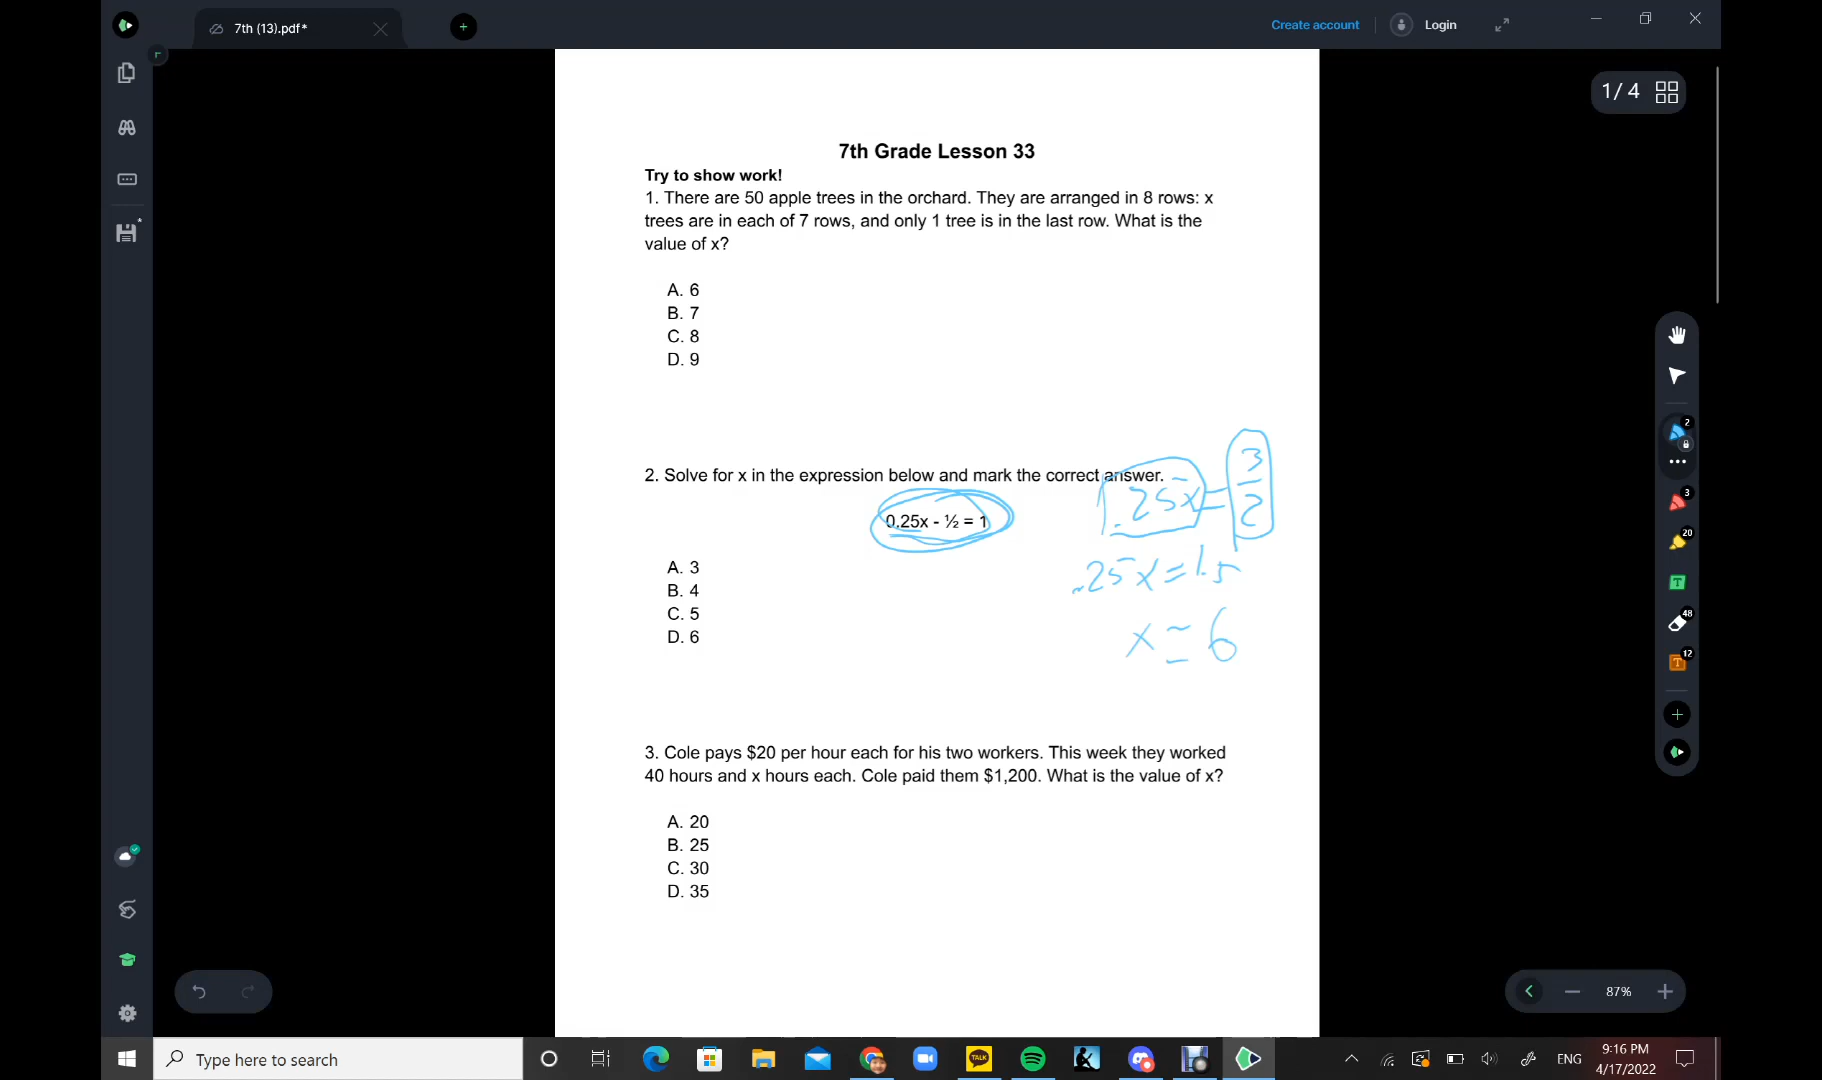 7th (13).pdf*
+
Create account
Login
1/ 4
7th Grade Lesson 33
Try to show work!
1. There are 50 apple trees in the orchard. They are arranged in 8 rows: x
trees are in each of 7 rows, and only 1 tree is in the last row. What is the
value of x?
A. 6
B. 7
C. 8
D. 9
2. Solve for x in the expression below and mark the correct answer.
0.25x - ½ = 1
.25x = 3/2
.25x = 1.5
x = 6
A. 3
B. 4
C. 5
D. 6
3. Cole pays $20 per hour each for his two workers. This week they worked
40 hours and x hours each. Cole paid them $1,200. What is the value of x?
A. 20
B. 25
C. 30
D. 35
2
3
20
T
48
T 12
87%
Type here to search
TALK
ENG
9:16 PM
4/17/2022